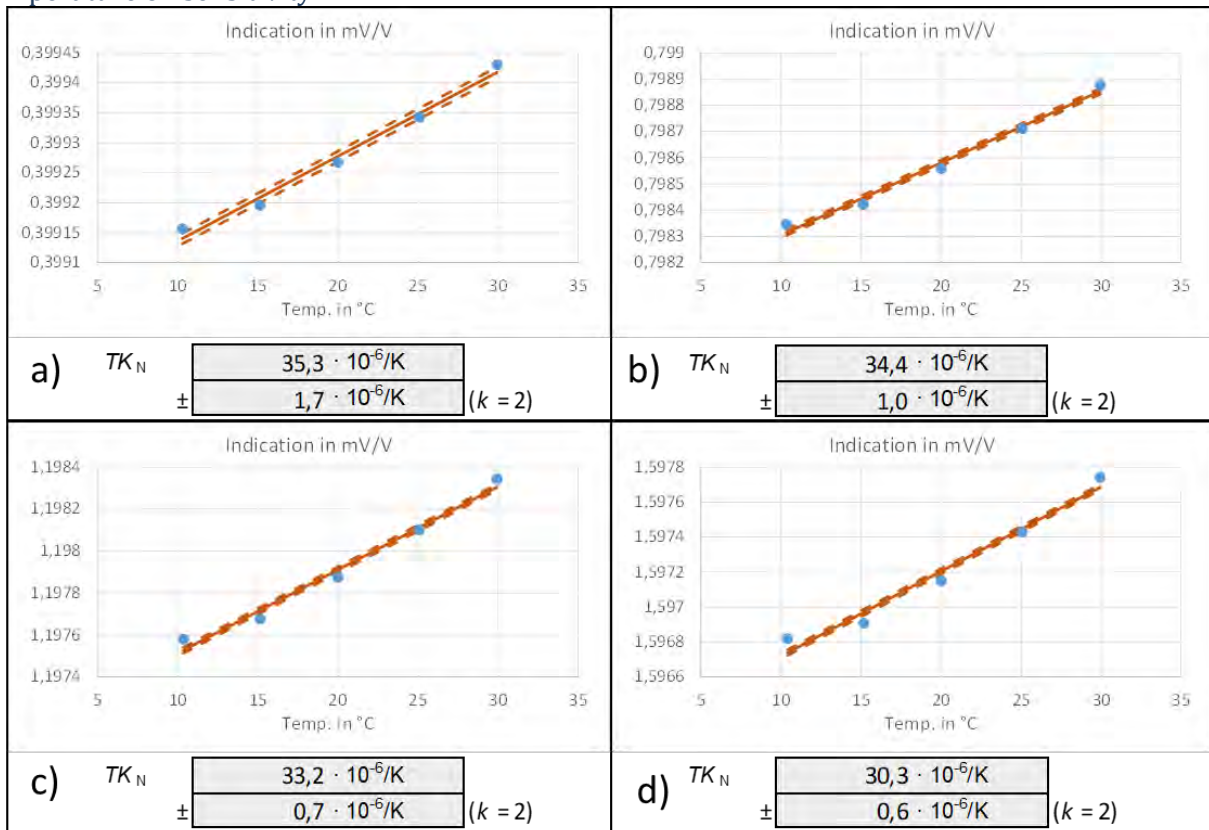 Indication in mV/V
0,39945
0,3994
0,39935
0,3993
0,39925
0,3992
0,39915
0,3991
5 10 15 20 25 30 35
Temp. in °C
a) TK N 35,3 · 10-6/K
± 1,7 · 10-6/K (k = 2)
Indication in mV/V
0,799
0,7989
0,7988
0,7987
0,7986
0,7985
0,7984
0,7983
0,7982
5 10 15 20 25 30 35
Temp. in °C
b) TK N 34,4 · 10-6/K
± 1,0 · 10-6/K (k = 2)
Indication in mV/V
1,1984
1,1982
1,198
1,1978
1,1976
1,1974
5 10 15 20 25 30 35
Temp. in °C
c) TK N 33,2 · 10-6/K
± 0,7 · 10-6/K (k = 2)
Indication in mV/V
1,5978
1,5976
1,5974
1,5972
1,597
1,5968
1,5966
5 10 15 20 25 30 35
Temp. in °C
d) TK N 30,3 · 10-6/K
± 0,6 · 10-6/K (k = 2)